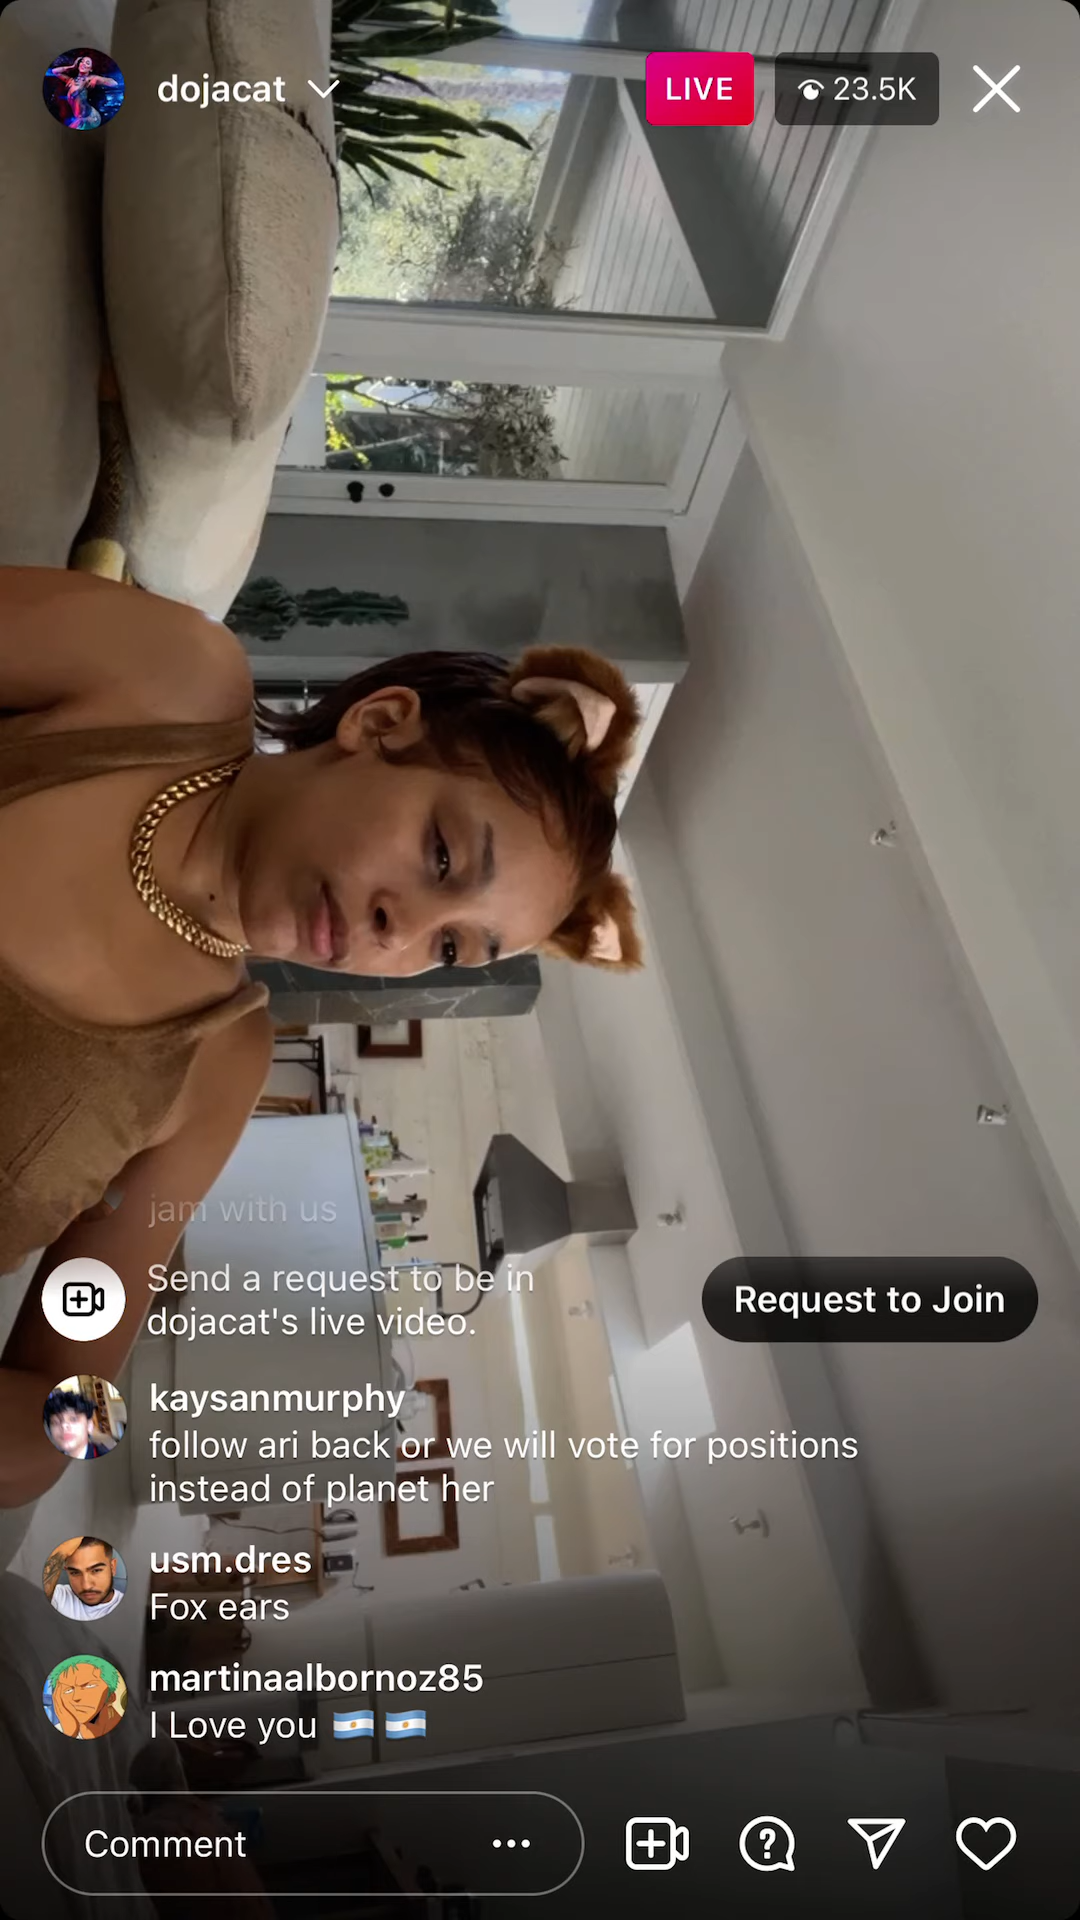 dojacat
LIVE
23.5K
jam with us
Send a request to be in
dojacat's live video.
Request to Join
kaysanmurphy
follow ari back or we will vote for positions
instead of planet her
usm.dres
Fox ears
martinaalbornoz85
I Love you 🇦🇷 🇦🇷
Comment